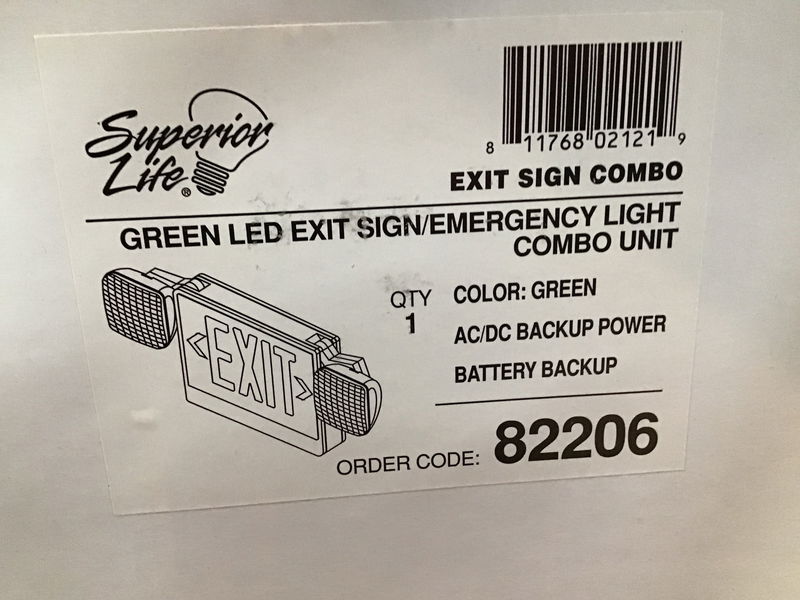 Superior
Life®
8 11768 02121 9
EXIT SIGN COMBO
GREEN LED EXIT SIGN/EMERGENCY LIGHT
COMBO UNIT
EXIT
QTY
1
COLOR: GREEN
AC/DC BACKUP POWER
BATTERY BACKUP
ORDER CODE: 82206